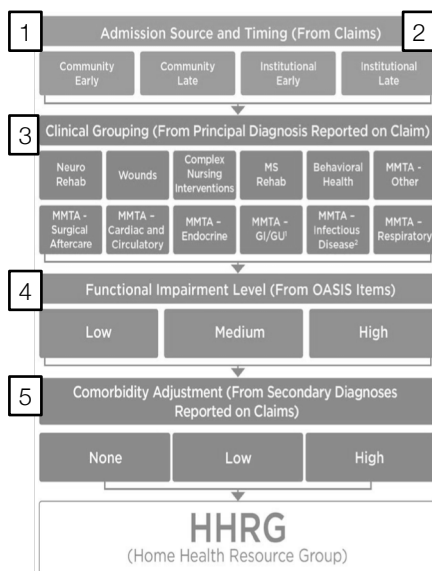 1
Admission Source and Timing (From Claims)
2
Community Early
Community Late
Institutional Early
Institutional Late
3
Clinical Grouping (From Principal Diagnosis Reported on Claim)
Neuro Rehab
Wounds
Complex Nursing Interventions
MS Rehab
Behavioral Health
MMTA - Other
MMTA - Surgical Aftercare
MMTA – Cardiac and Circulatory
MMTA – Endocrine
MMTA – GI/GU¹
MMTA – Infectious Disease²
MMTA – Respiratory
4
Functional Impairment Level (From OASIS Items)
Low
Medium
High
5
Comorbidity Adjustment (From Secondary Diagnoses
Reported on Claims)
None
Low
High
HHRG
(Home Health Resource Group)